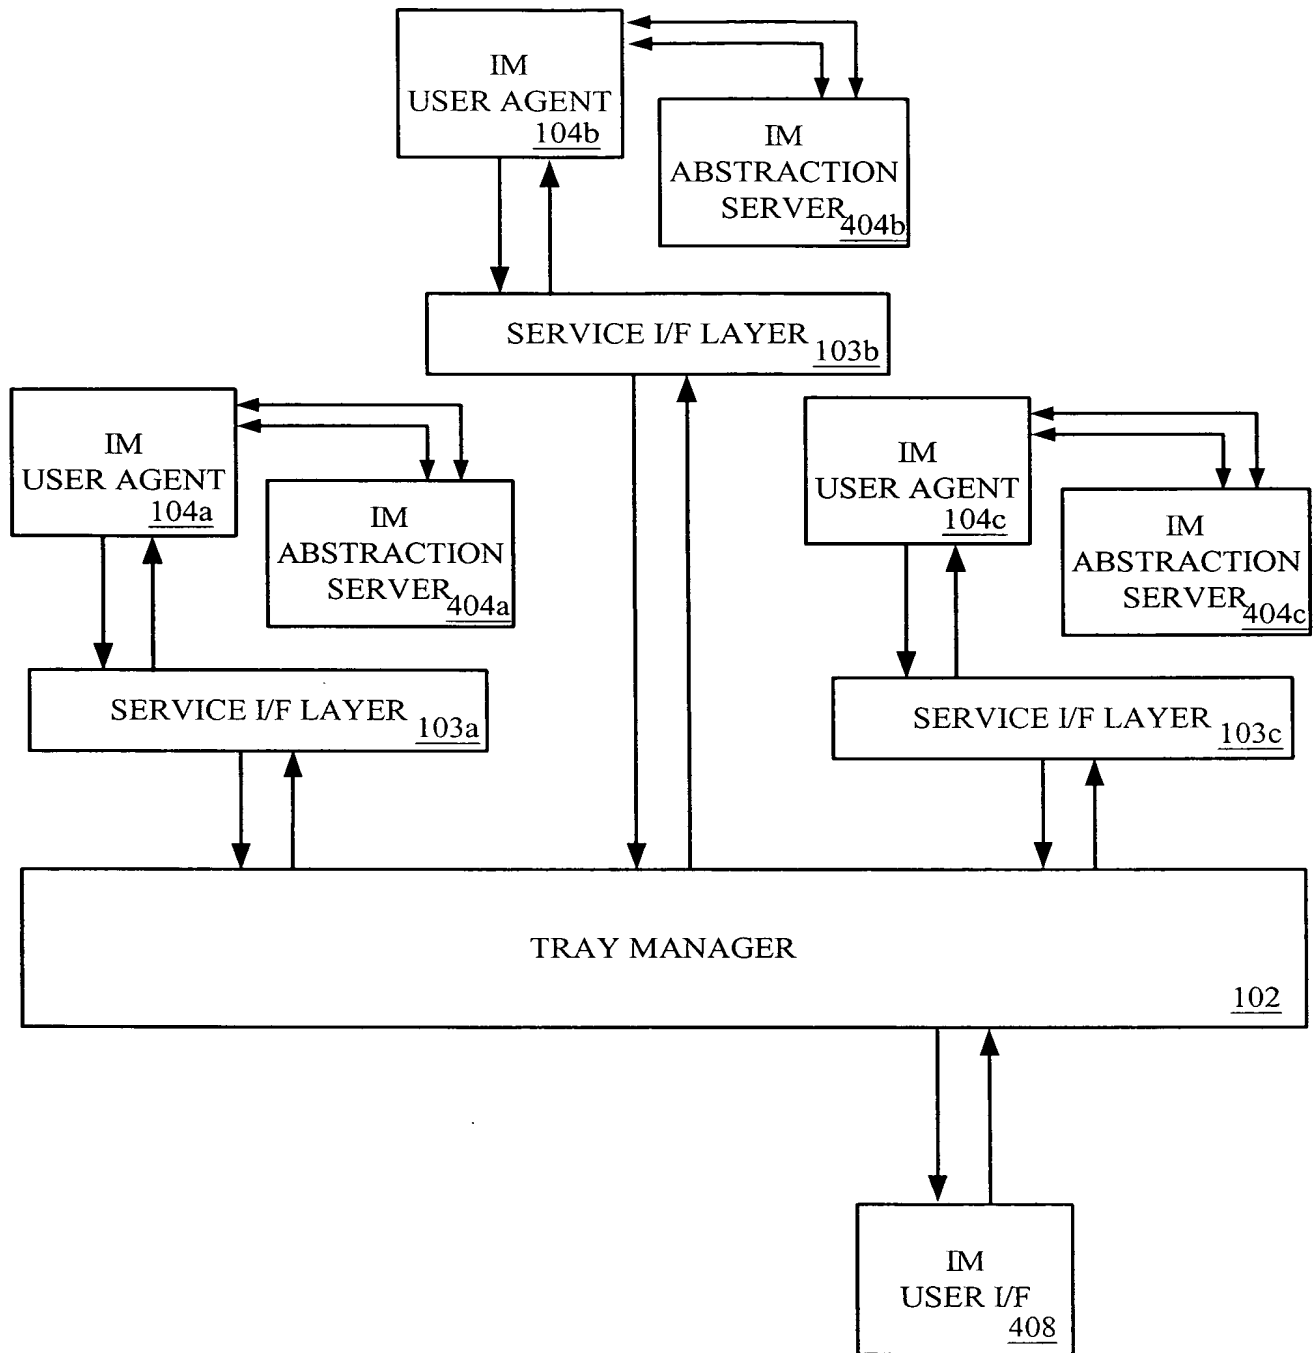 IM
USER AGENT
104b
IM
ABSTRACTION
SERVER
404b
SERVICE I/F LAYER
103b
IM
USER AGENT
104a
IM
ABSTRACTION
SERVER
404a
IM
USER AGENT
104c
IM
ABSTRACTION
SERVER
404c
SERVICE I/F LAYER
103a
SERVICE I/F LAYER
103c
TRAY MANAGER
102
IM
USER I/F
408